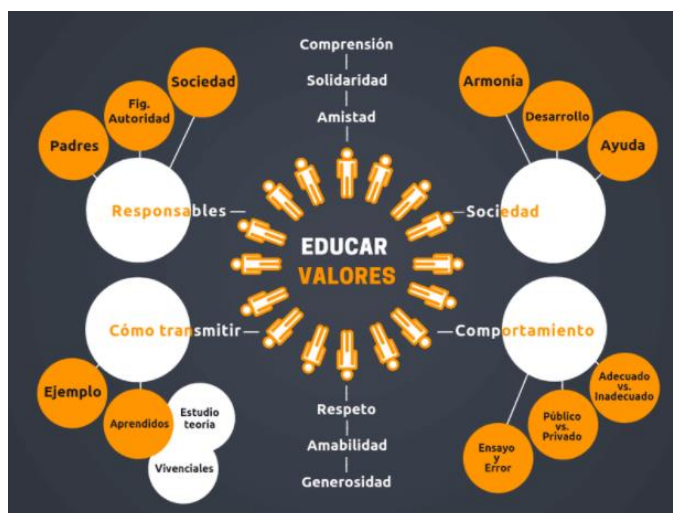 Comprensión
Solidaridad
Amistad
Sociedad
Fig.
Autoridad
Padres
Responsables
Armonía
Desarrollo
Ayuda
Sociedad
EDUCAR
VALORES
Cómo transmitir
Ejemplo
Aprendidos
Estudio
teoría
Vivenciales
Comportamiento
Adecuado
vs.
Inadecuado
Público
vs.
Privado
Ensayo
y
Error
Respeto
Amabilidad
Generosidad